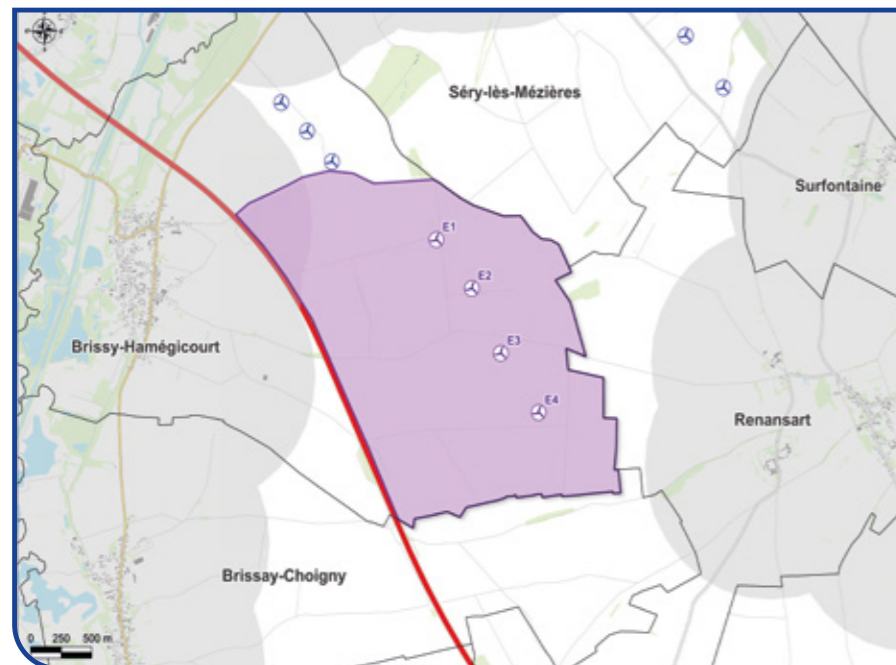 Séry-lès-Mézières
Surfontaine
E1
E2
E3
Brissy-Hamégicourt
E4
Renansart
Brissay-Choigny
0 250 500 m